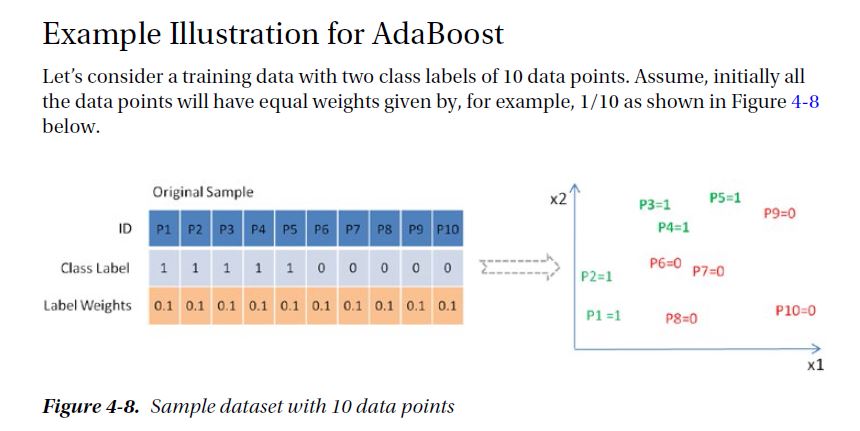 Example Illustration for AdaBoost
Let's consider a training data with two class labels of 10 data points. Assume, initially all
the data points will have equal weights given by, for example, 1/10 as shown in Figure 4-8
below.
Original Sample
ID P1 P2 P3 P4 P5 P6 P7 P8 P9 P10
Class Label 1 1 1 1 1 0 0 0 0 0
Label Weights 0.1 0.1 0.1 0.1 0.1 0.1 0.1 0.1 0.1 0.1
x2
P3=1 P5=1
P9=0
P4=1
P6=0 P7=0
P2=1
P1 =1 P8=0 P10=0
x1
Figure 4-8. Sample dataset with 10 data points